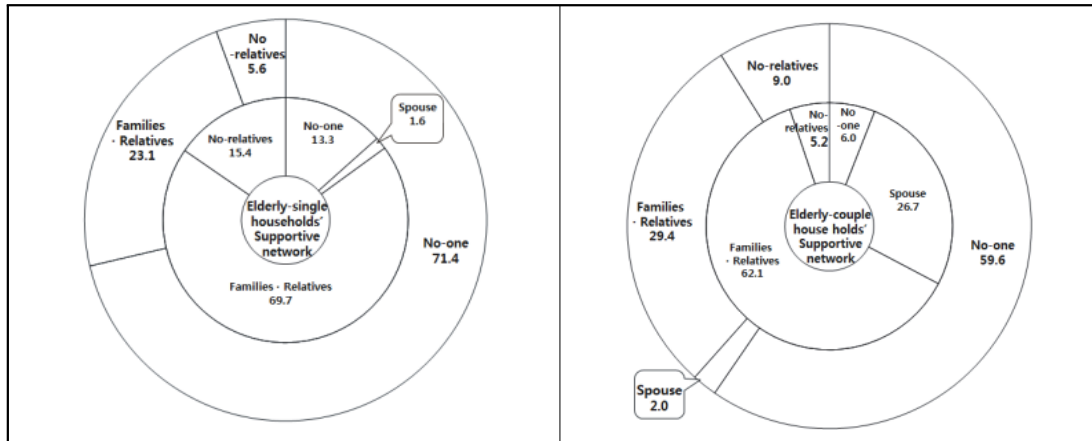 No
-relatives
5.6
Spouse
1.6
Families
· Relatives
23.1
No-relatives
15.4
No-one
13.3
Elderly-single
households’
Supportive
network
No-one
71.4
Families · Relatives
69.7
No-relatives
9.0
No-
relatives
5.2
No
-one
6.0
Spouse
26.7
Families
· Relatives
29.4
Elderly-couple
house holds’
Supportive
network
Families
· Relatives
62.1
No-one
59.6
Spouse
2.0